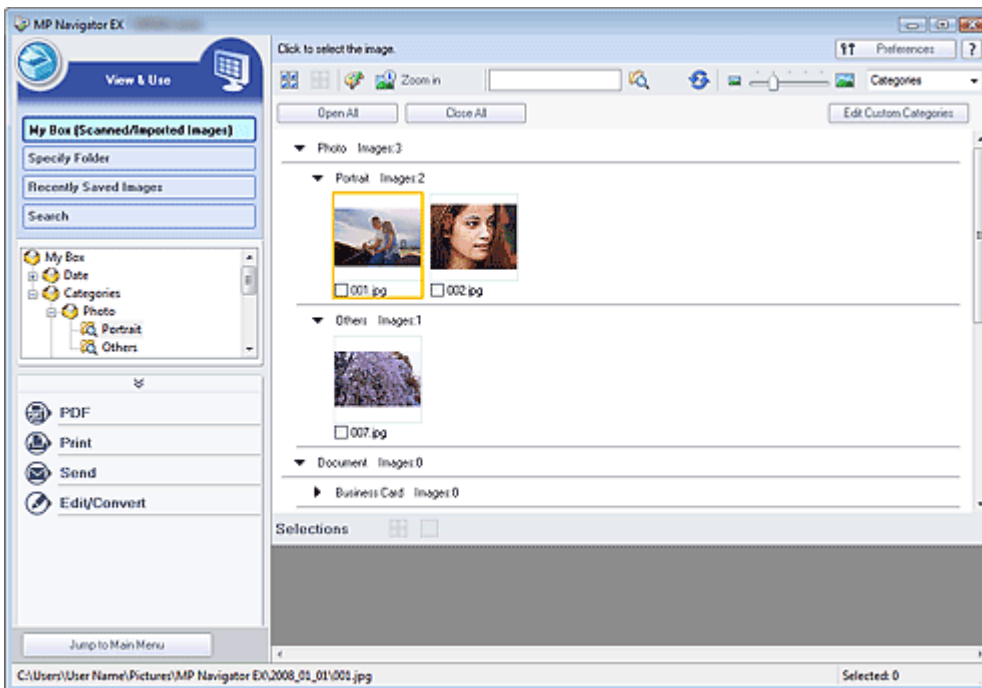 MP Navigator EX
View & Use
My Box (Scanned/Imported Images)
Specify Folder
Recently Saved Images
Search
My Box
Date
Categories
Photo
Portrait
Others
PDF
Print
Send
Edit/Convert
Jump to Main Menu
Click to select the image.
Preferences
?
Zoom in
Categories
Open All
Close All
Edit Custom Categories
Photo Images:3
Portrait Images:2
001.jpg
002.jpg
Others Images:1
007.jpg
Document Images:0
Business Card Images:0
Selections
C:\Users\User Name\Pictures\MP Navigator EX\2008_01_01\001.jpg
Selected: 0